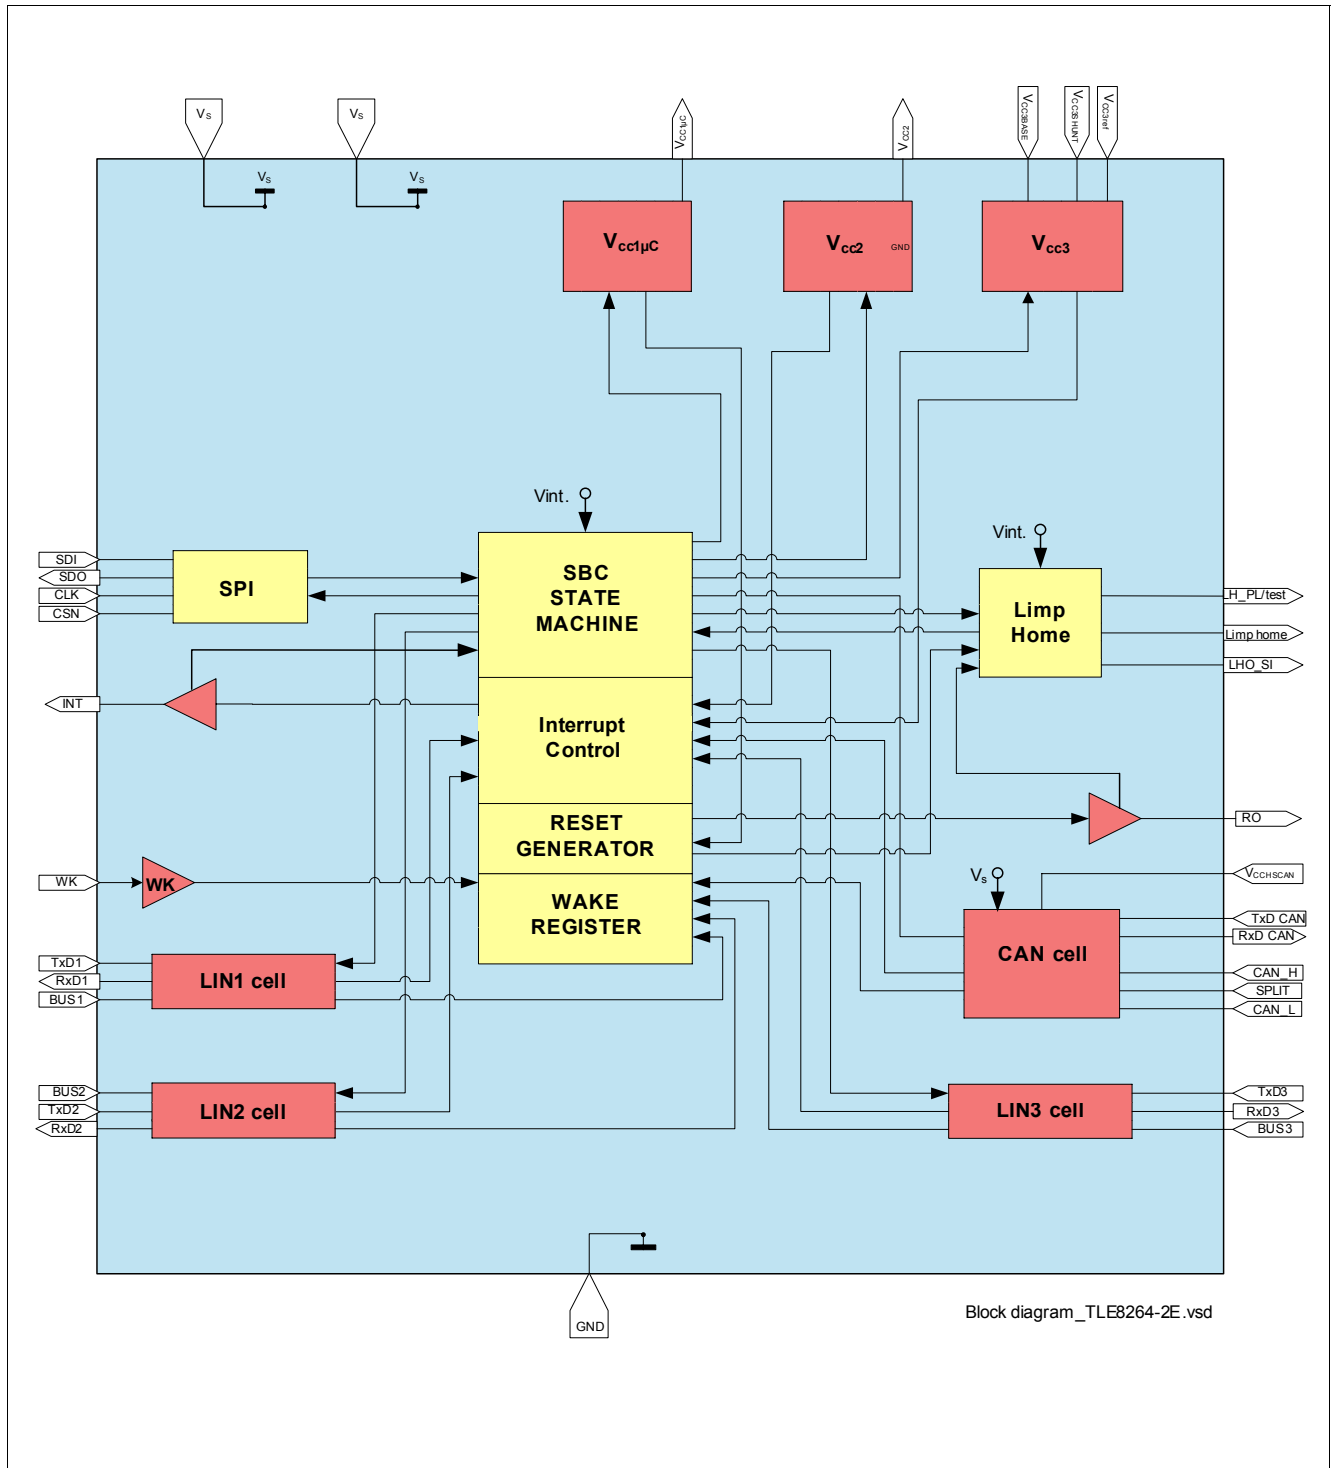 Vs
Vs
VCC1µC
VCC2
VCC3BASE
VCC3SHUNT
VCC3ref
Vs
Vs
Vcc1µC
Vcc2
GND
Vcc3
Vint.
Vint.
SDI
SDO
CLK
CSN
SPI
SBC
STATE
MACHINE
Limp
Home
LH_PL/test
Limp home
LHO_SI
INT
Interrupt
Control
RESET
GENERATOR
RO
WK
WK
WAKE
REGISTER
Vs
VCCHSCAN
TxD CAN
RxD CAN
CAN cell
CAN_H
SPLIT
CAN_L
TxD1
RxD1
BUS1
LIN1 cell
BUS2
TxD2
RxD2
LIN2 cell
LIN3 cell
TxD3
RxD3
BUS3
GND
Block diagram_TLE8264-2E.vsd